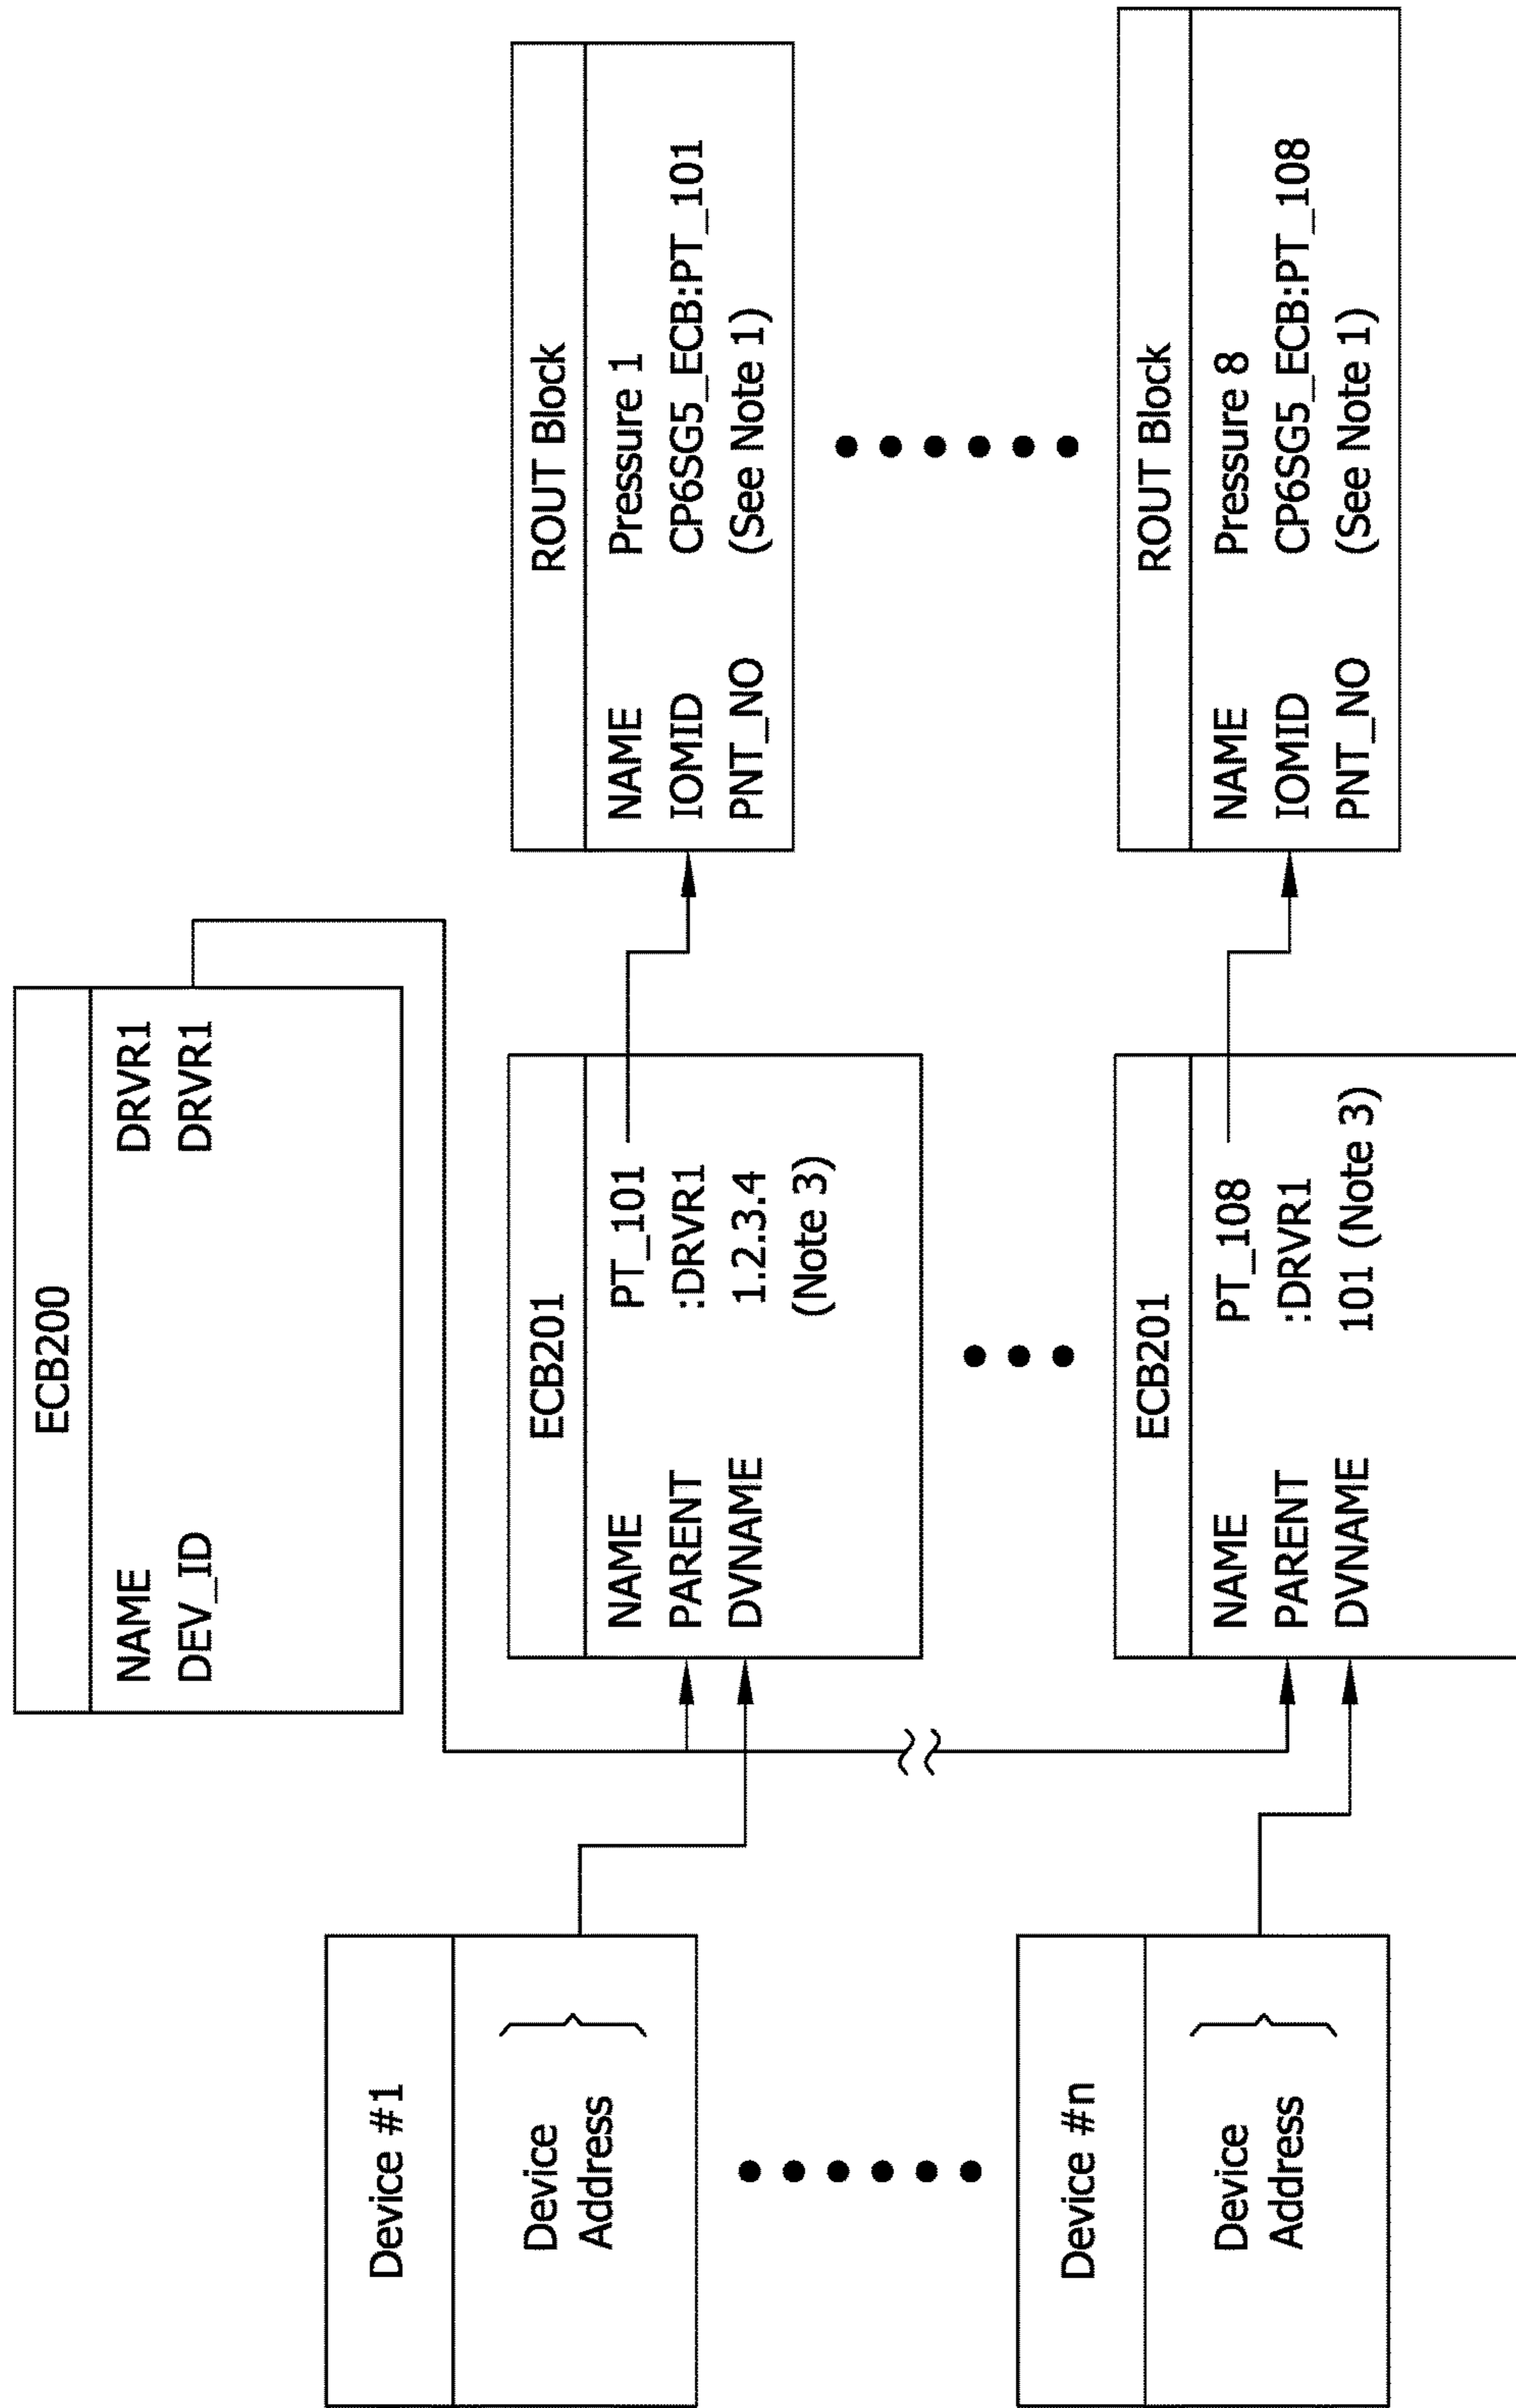 ECB200
NAME DRVR1
DEV_ID DRVR1
Device #1
Device
Address
ECB201
NAME PT_101
PARENT :DRVR1
DVNAME 1.2.3.4
(Note 3)
ROUT Block
NAME Pressure 1
IOMID CP6SG5_ECB:PT_101
PNT_NO (See Note 1)
Device #n
Device
Address
ECB201
NAME PT_108
PARENT :DRVR1
DVNAME 101 (Note 3)
ROUT Block
NAME Pressure 8
IOMID CP6SG5_ECB:PT_108
PNT_NO (See Note 1)